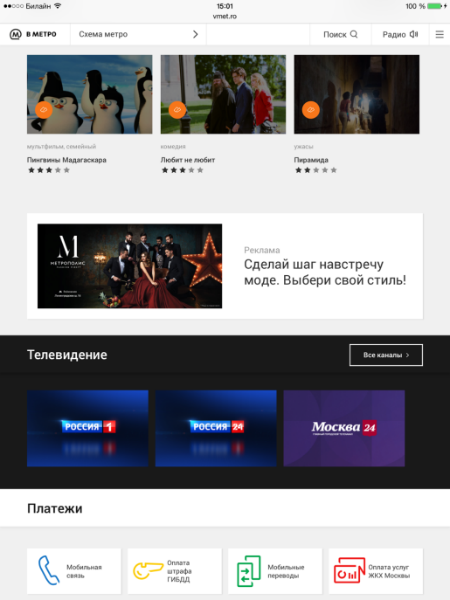 Билайн 15:01 100 %
vmet.ro
М В МЕТРО Схема метро Поиск Радио
мультфильм, семейный комедия ужасы
Пингвины Мадагаскара Любит не любит Пирамида
М
МЕТРОПОЛИС
Реклама
Сделай шаг навстречу
моде. Выбери свой стиль!
Телевидение Все каналы
РОССИЯ 1 РОССИЯ 24 Москва 24
Платежи
Мобильная
связь
Оплата
штрафа
ГИБДД
Мобильные
переводы
Оплата услуг
ЖКХ Москвы